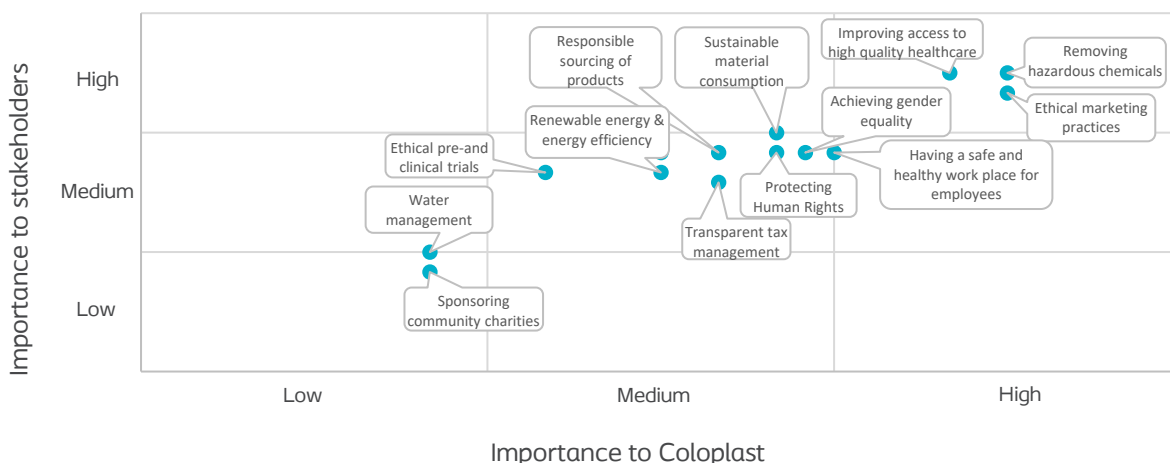 Importance to stakeholders
High
Medium
Low
Responsible
sourcing of
products
Sustainable
material
consumption
Improving access to
high quality healthcare
Removing
hazardous chemicals
Ethical marketing
practices
Renewable energy &
energy efficiency
Achieving gender
equality
Ethical pre-and
clinical trials
Having a safe and
healthy work place for
employees
Protecting
Human Rights
Water
management
Transparent tax
management
Sponsoring
community charities
Low
Medium
High
Importance to Coloplast